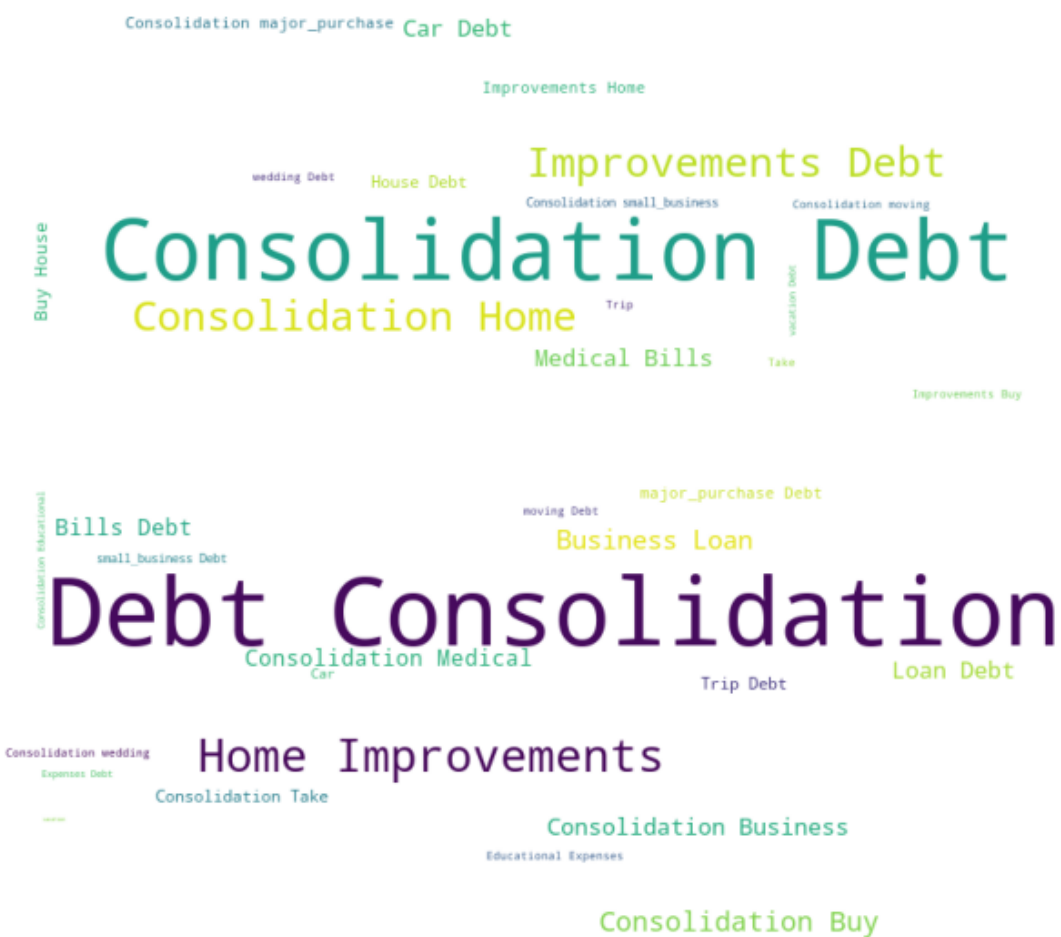 Consolidation major_purchase
Car Debt
Improvements Home
Improvements Debt
wedding Debt
House Debt
Consolidation small_business
Consolidation moving
Buy House
Consolidation Debt
vacation Debt
Consolidation Home
Trip
Medical Bills
Take
Improvements Buy
Consolidation Educational
major_purchase Debt
moving Debt
Bills Debt
Business Loan
small_business Debt
Debt Consolidation
Consolidation Medical
Car
Loan Debt
Trip Debt
Home Improvements
Consolidation wedding
Expenses Debt
Consolidation Take
Consolidation Business
Educational Expenses
Consolidation Buy